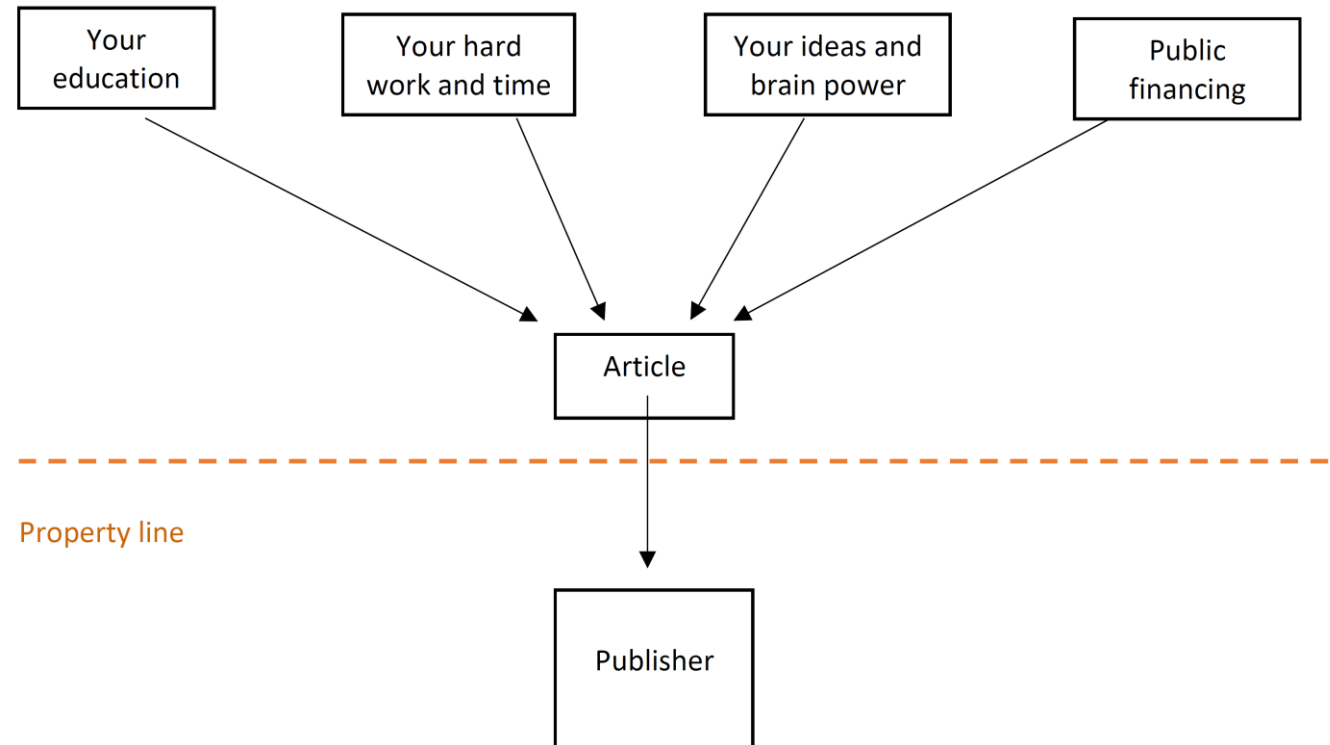 Your
education
Your hard
work and time
Your ideas and
brain power
Public
financing
Article
Property line
Publisher